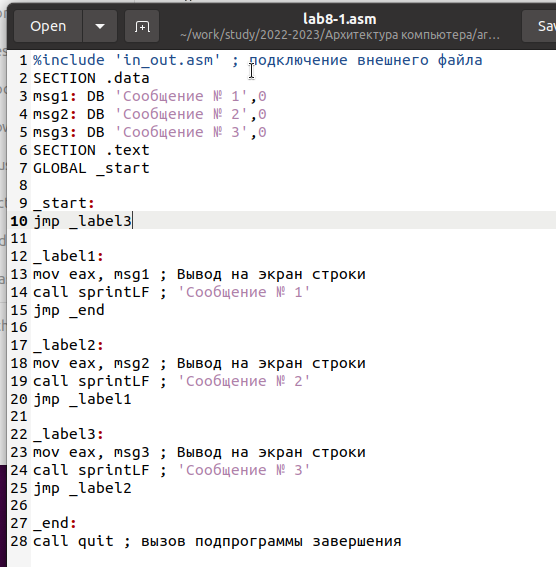 Open
lab8-1.asm
~/work/study/2022-2023/Архитектура компьютера/ar…
1 %include 'in_out.asm' ; подключение внешнего файла
2 SECTION .data
3 msg1: DB 'Сообщение № 1',0
4 msg2: DB 'Сообщение № 2',0
5 msg3: DB 'Сообщение № 3',0
6 SECTION .text
7 GLOBAL _start
8
9 _start:
10 jmp _label3
11
12 _label1:
13 mov eax, msg1 ; Вывод на экран строки
14 call sprintLF ; 'Сообщение № 1'
15 jmp _end
16
17 _label2:
18 mov eax, msg2 ; Вывод на экран строки
19 call sprintLF ; 'Сообщение № 2'
20 jmp _label1
21
22 _label3:
23 mov eax, msg3 ; Вывод на экран строки
24 call sprintLF ; 'Сообщение № 3'
25 jmp _label2
26
27 _end:
28 call quit ; вызов подпрограммы завершения